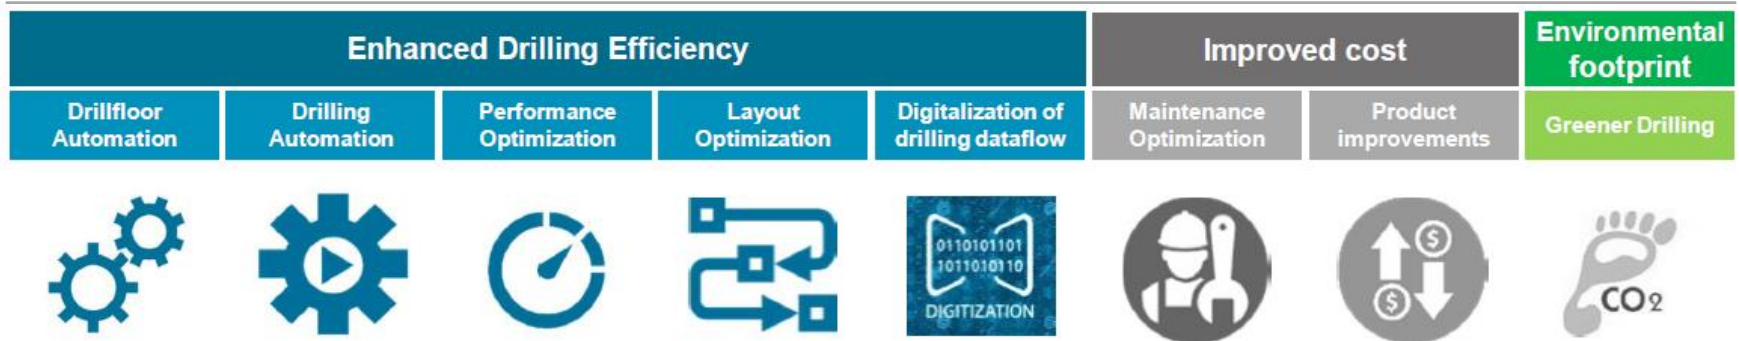 Enhanced Drilling Efficiency
Improved cost
Environmental
footprint
Drillfloor
Automation
Drilling
Automation
Performance
Optimization
Layout
Optimization
Digitalization of
drilling dataflow
Maintenance
Optimization
Product
improvements
Greener Drilling
0110101101
1011010110
DIGITIZATION
$
$
CO2